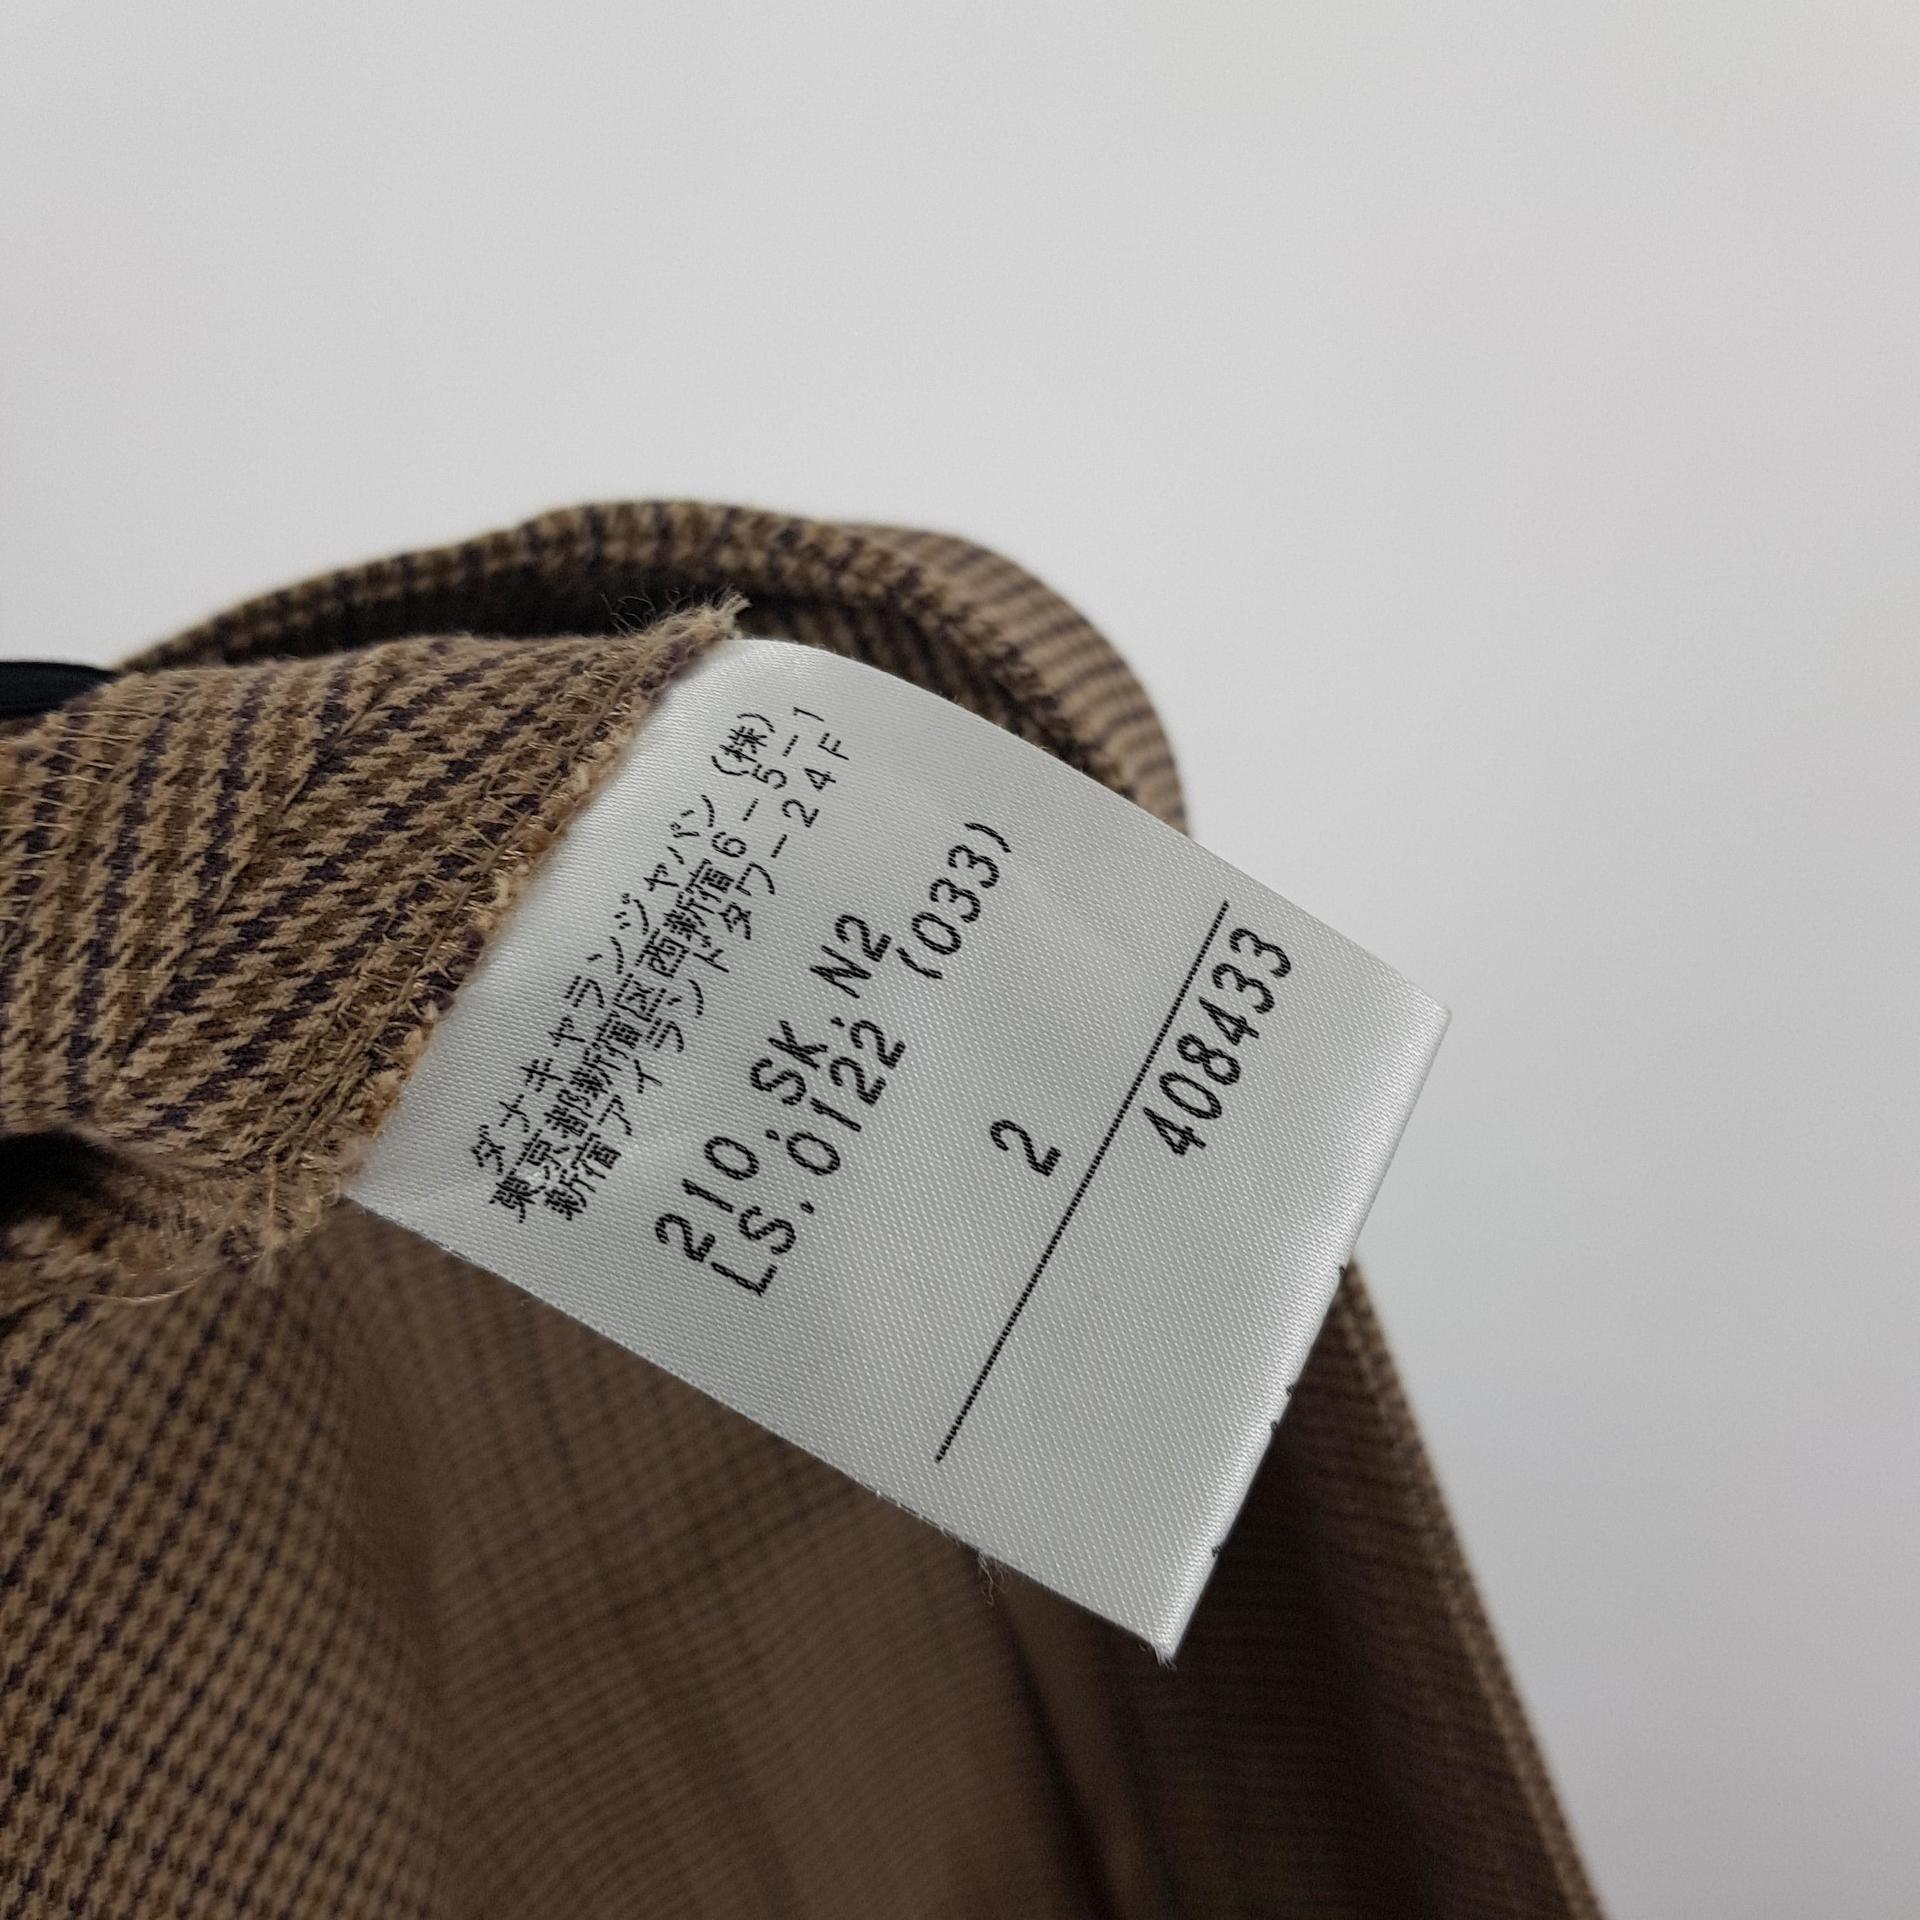 ダナキャランジャパン(株)
東京都新宿区西新宿6-5-1
新宿アイランドタワー24F
210 SK.N2
LS.0122 (033)
2
408433